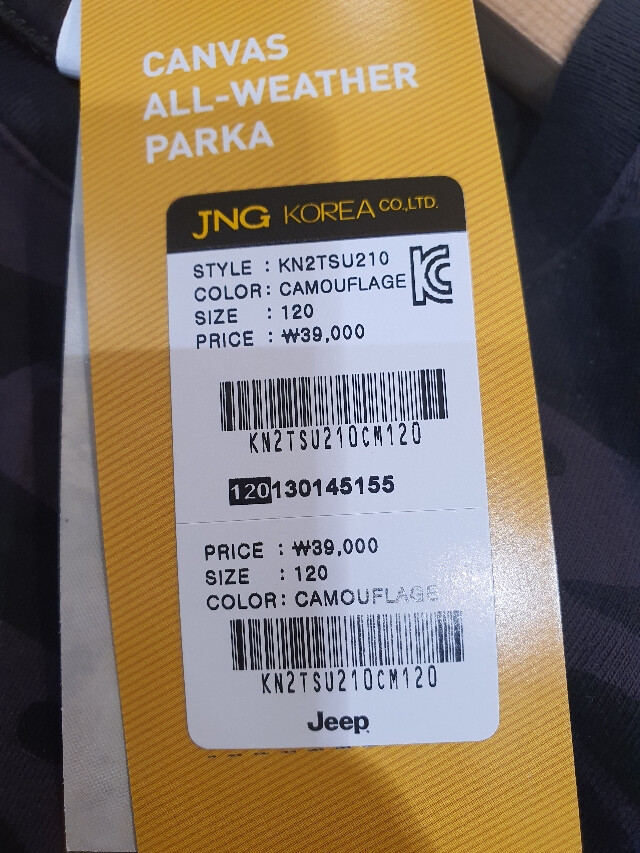 CANVAS
ALL-WEATHER
PARKA
JNG KOREA CO.,LTD.
STYLE : KN2TSU210
COLOR: CAMOUFLAGE
SIZE : 120
PRICE : ₩39,000
KN2TSU210CM120
120130145155
PRICE : ₩39,000
SIZE : 120
COLOR: CAMOUFLAGE
KN2TSU210CM120
Jeep